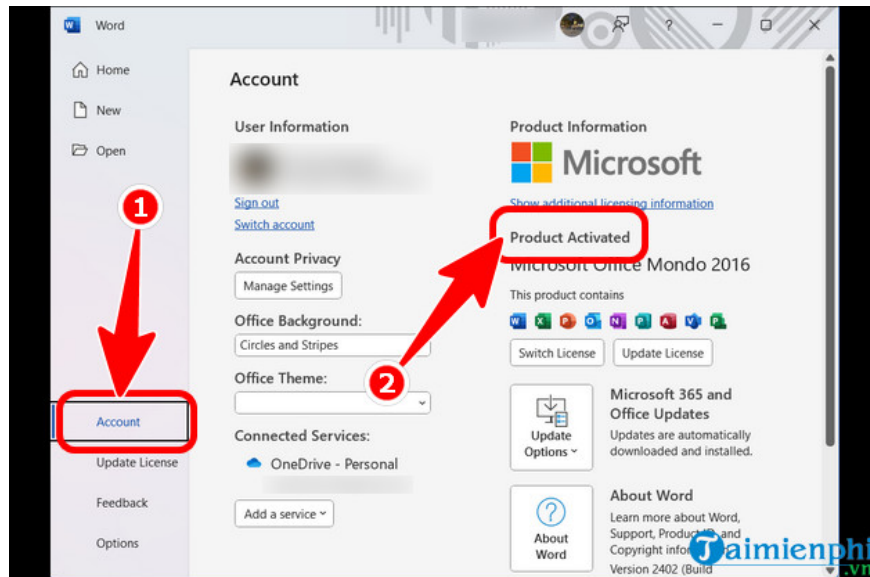 Word
?
Home
New
Open
Account
Update License
Feedback
Options
Account
User Information
Sign out
Switch account
Account Privacy
Manage Settings
Office Background:
Circles and Stripes
Office Theme:
Connected Services:
OneDrive - Personal
Add a service
Product Information
Microsoft
Show additional licensing information
Product Activated
Microsoft Office Mondo 2016
This product contains
Switch License
Update License
Update
Options
Microsoft 365 and
Office Updates
Updates are automatically
downloaded and installed.
About
Word
About Word
Learn more about Word,
Support, Product ID, and
Copyright
Version 2402 (Build
1
2
Taimienphi
.vn